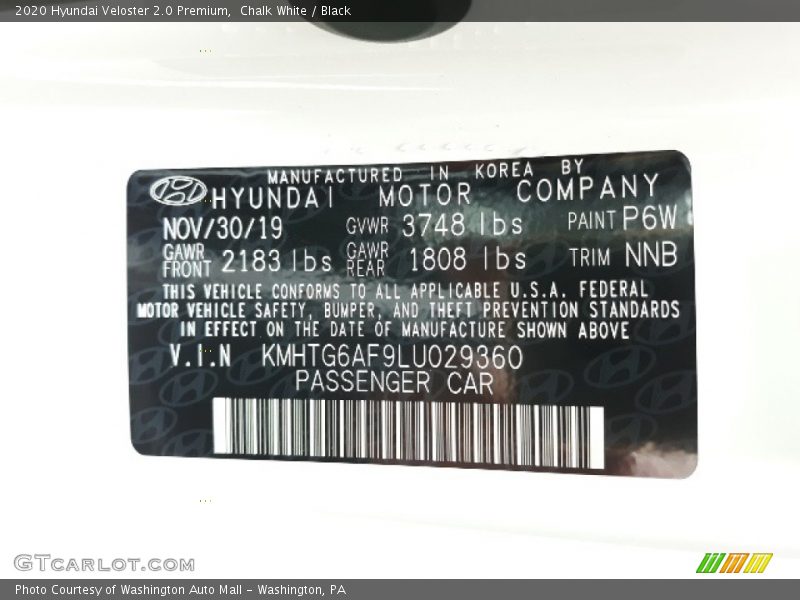 2020 Hyundai Veloster 2.0 Premium,  Chalk White / Black
MANUFACTURED IN KOREA BY
HYUNDAI MOTOR COMPANY
NOV/30/19 GVWR 3748 lbs PAINT P6W
GAWR FRONT 2183 lbs GAWR REAR 1808 lbs TRIM NNB
THIS VEHICLE CONFORMS TO ALL APPLICABLE U.S.A. FEDERAL
MOTOR VEHICLE SAFETY, BUMPER, AND THEFT PREVENTION STANDARDS
IN EFFECT ON THE DATE OF MANUFACTURE SHOWN ABOVE
V.I.N KMHTG6AF9LU029360
PASSENGER CAR
GTCARLOT.COM
Photo Courtesy of Washington Auto Mall - Washington, PA